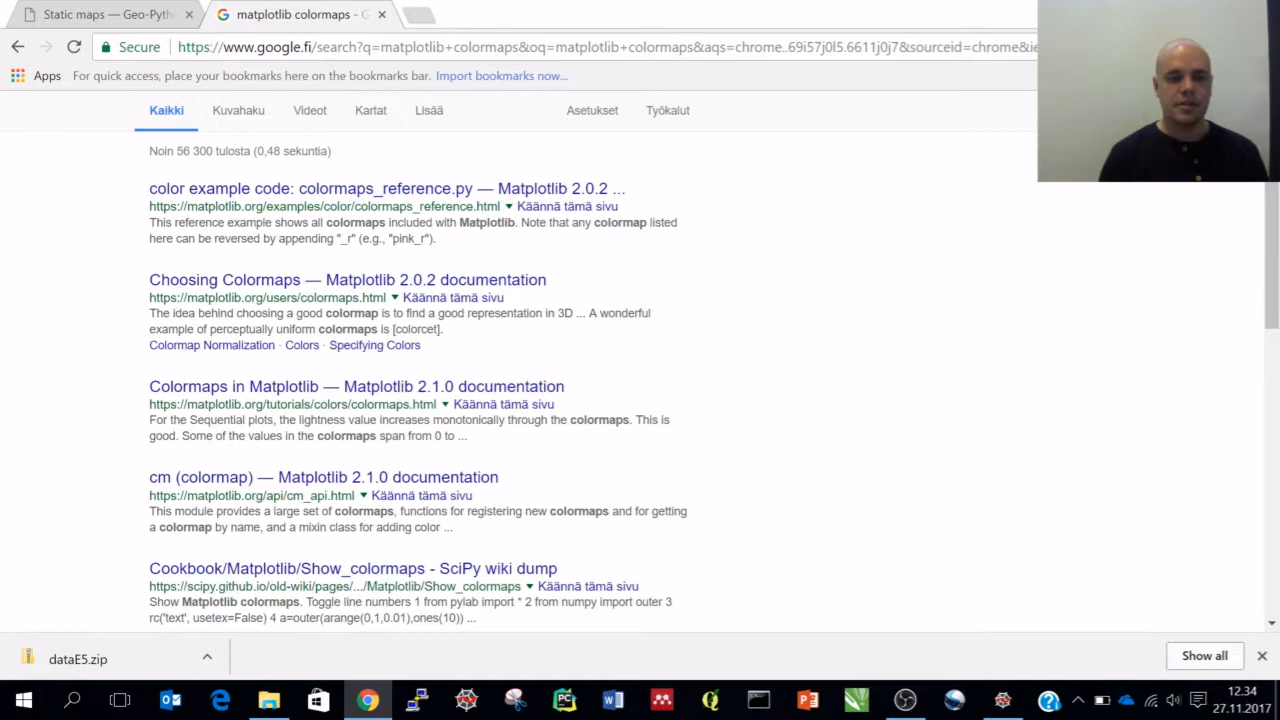 Static maps — Geo-Pyth
matplotlib colormaps - G
Secure
https://www.google.fi/search?q=matplotlib+colormaps&oq=matplotlib+colormaps&aqs=chrome..69i57j0l5.6611j0j7&sourceid=chrome&ie
Apps
For quick access, place your bookmarks here on the bookmarks bar. Import bookmarks now...
Kaikki
Kuvahaku
Videot
Kartat
Lisää
Asetukset
Työkalut
Noin 56 300 tulosta (0,48 sekuntia)
color example code: colormaps_reference.py — Matplotlib 2.0.2 ...
https://matplotlib.org/examples/color/colormaps_reference.html Käännä tämä sivu
This reference example shows all colormaps included with Matplotlib. Note that any colormap listed
here can be reversed by appending "_r" (e.g., "pink_r").
Choosing Colormaps — Matplotlib 2.0.2 documentation
https://matplotlib.org/users/colormaps.html Käännä tämä sivu
The idea behind choosing a good colormap is to find a good representation in 3D ... A wonderful
example of perceptually uniform colormaps is [colorcet].
Colormap Normalization · Colors · Specifying Colors
Colormaps in Matplotlib — Matplotlib 2.1.0 documentation
https://matplotlib.org/tutorials/colors/colormaps.html Käännä tämä sivu
For the Sequential plots, the lightness value increases monotonically through the colormaps. This is
good. Some of the values in the colormaps span from 0 to ...
cm (colormap) — Matplotlib 2.1.0 documentation
https://matplotlib.org/api/cm_api.html Käännä tämä sivu
This module provides a large set of colormaps, functions for registering new colormaps and for getting
a colormap by name, and a mixin class for adding color ...
Cookbook/Matplotlib/Show_colormaps - SciPy wiki dump
https://scipy.github.io/old-wiki/pages/.../Matplotlib/Show_colormaps Käännä tämä sivu
Show Matplotlib colormaps. Toggle line numbers 1 from pylab import * 2 from numpy import outer 3
rc('text', usetex=False) 4 a=outer(arange(0,1,0.01),ones(10)) ...
dataE5.zip
Show all
12.34
27.11.2017